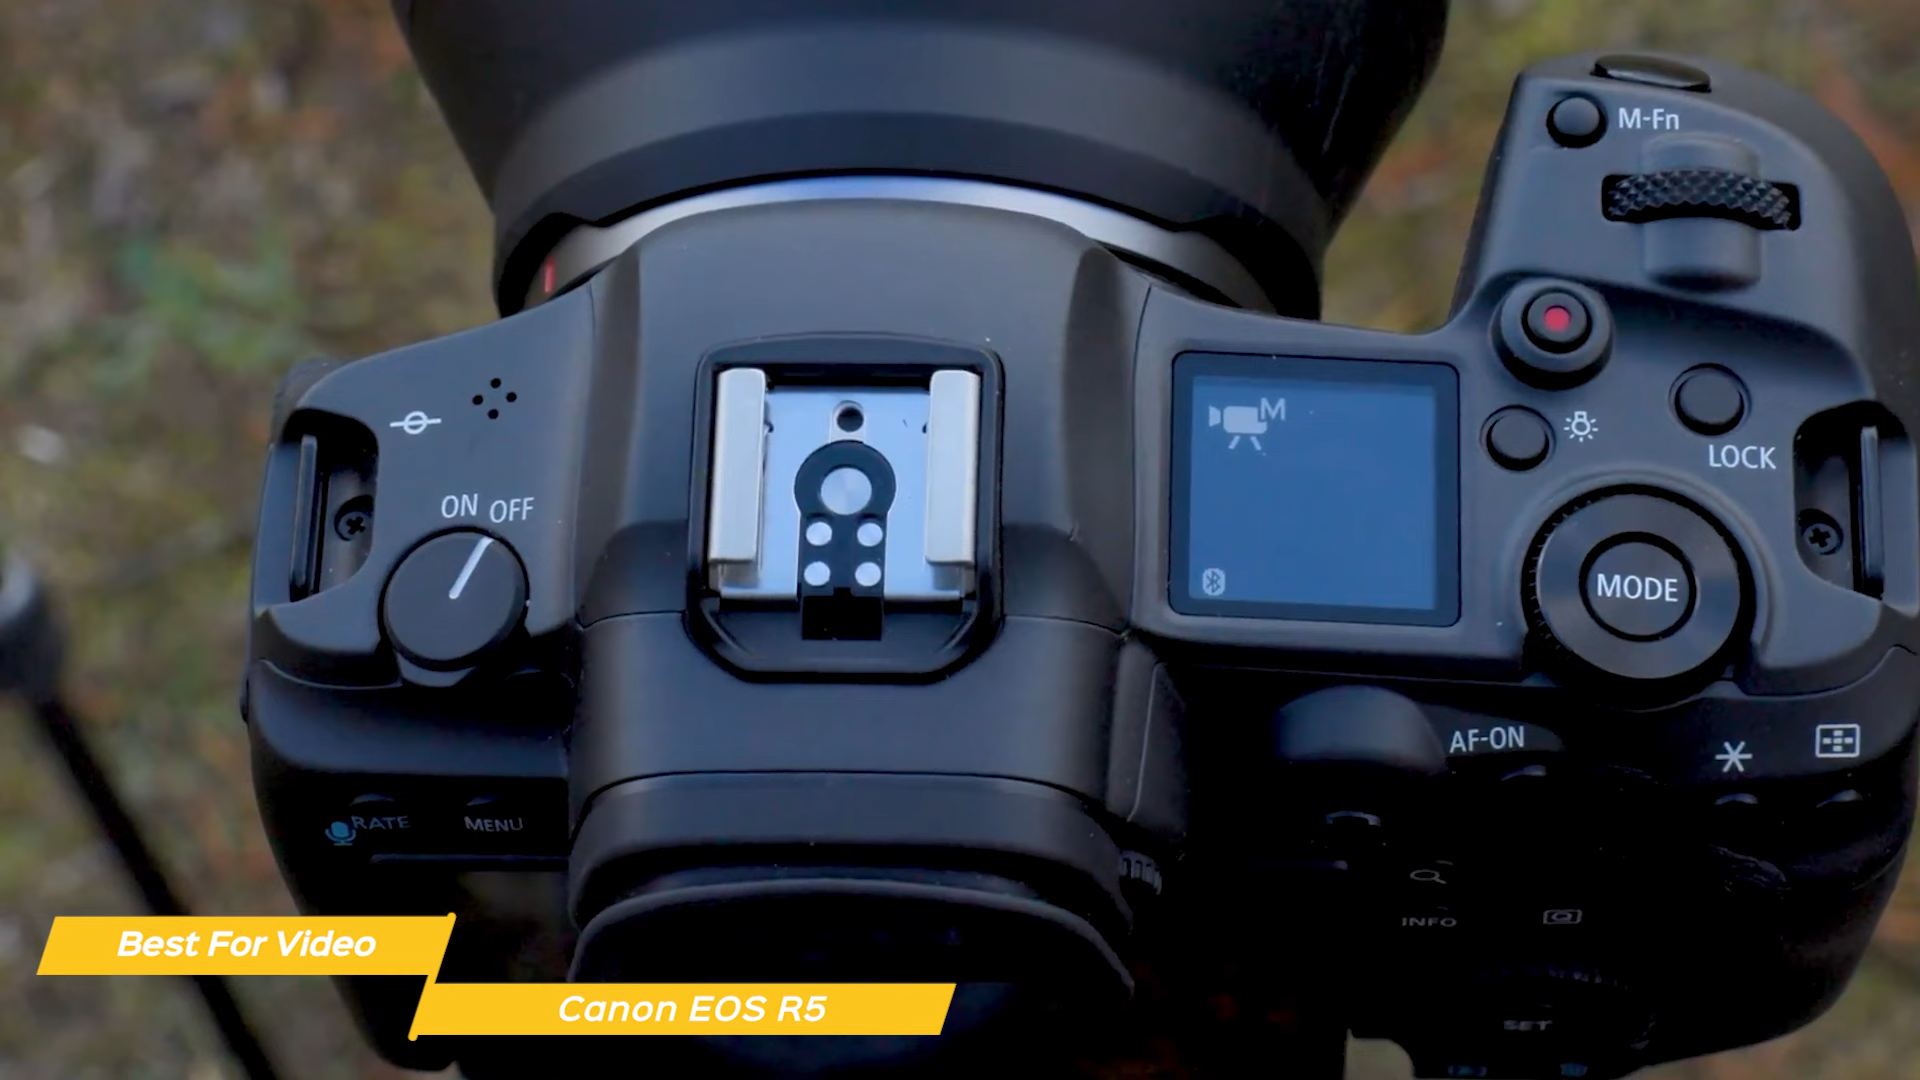 M-Fn
M
LOCK
ON OFF
MODE
AF-ON
RATE
MENU
INFO
SET
Best For Video
Canon EOS R5